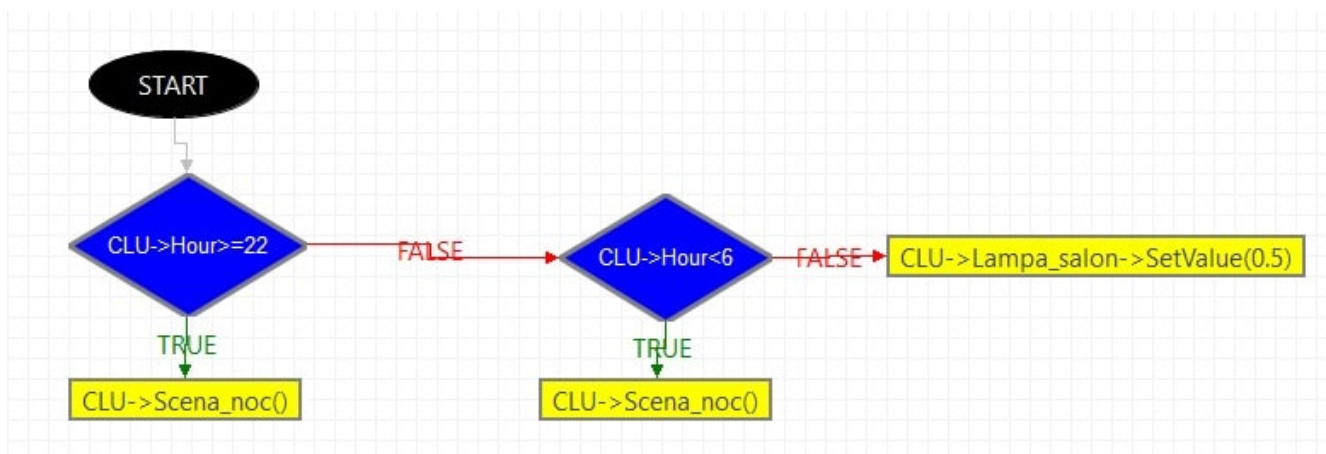 START
CLU->Hour>=22
FALSE
CLU->Hour<6
FALSE
CLU->Lampa_salon->SetValue(0.5)
TRUE
TRUE
CLU->Scena_noc()
CLU->Scena_noc()